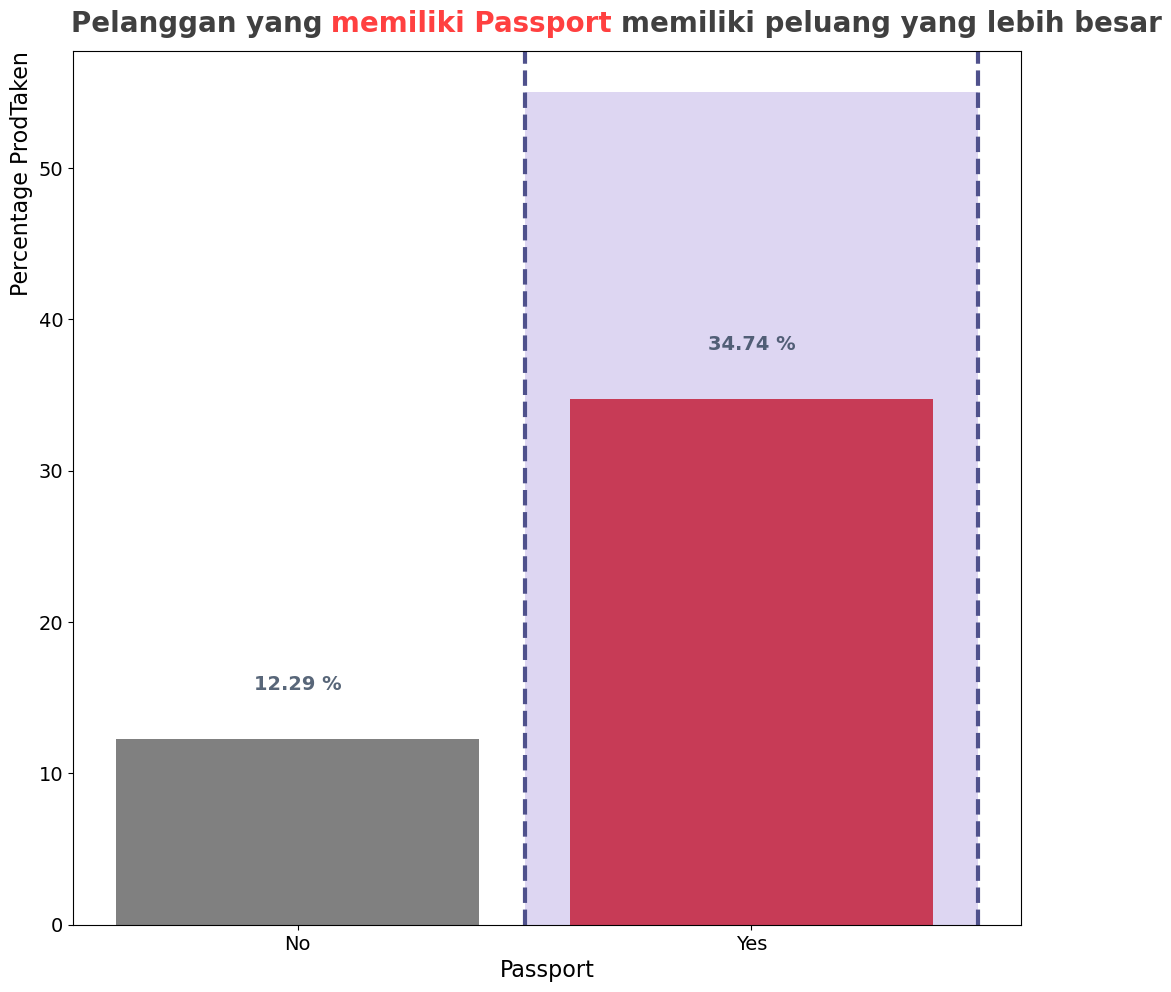 Pelanggan yang memiliki Passport memiliki peluang yang lebih besar
Percentage ProdTaken
50
40
30
20
10
0
34.74 %
12.29 %
No
Yes
Passport